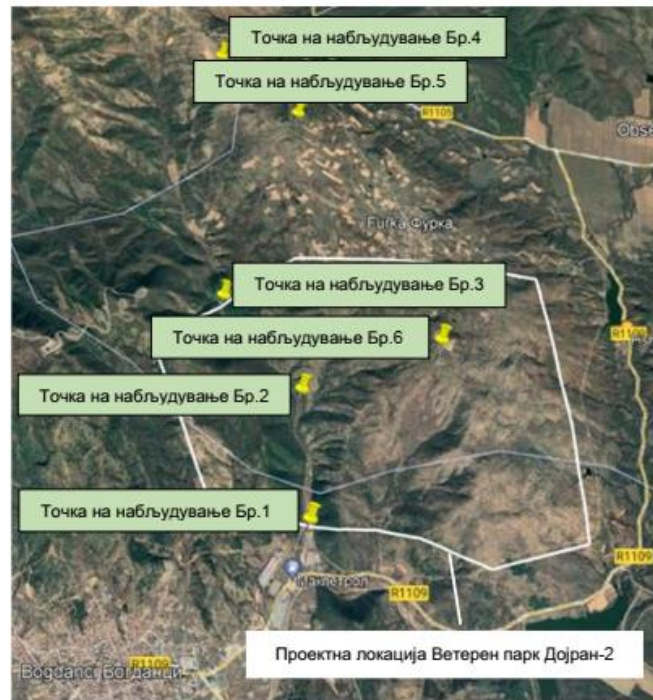 Точка на набљудување Бр.4
Точка на набљудување Бр.5
R1105
Furka Фурка
Точка на набљудување Бр.3
Точка на набљудување Бр.6
R1109
Точка на набљудување Бр.2
Точка на набљудување Бр.1
R1109
R1109
Проектна локација Ветерен парк Дојран-2
Bogdanci Богданци
R1109